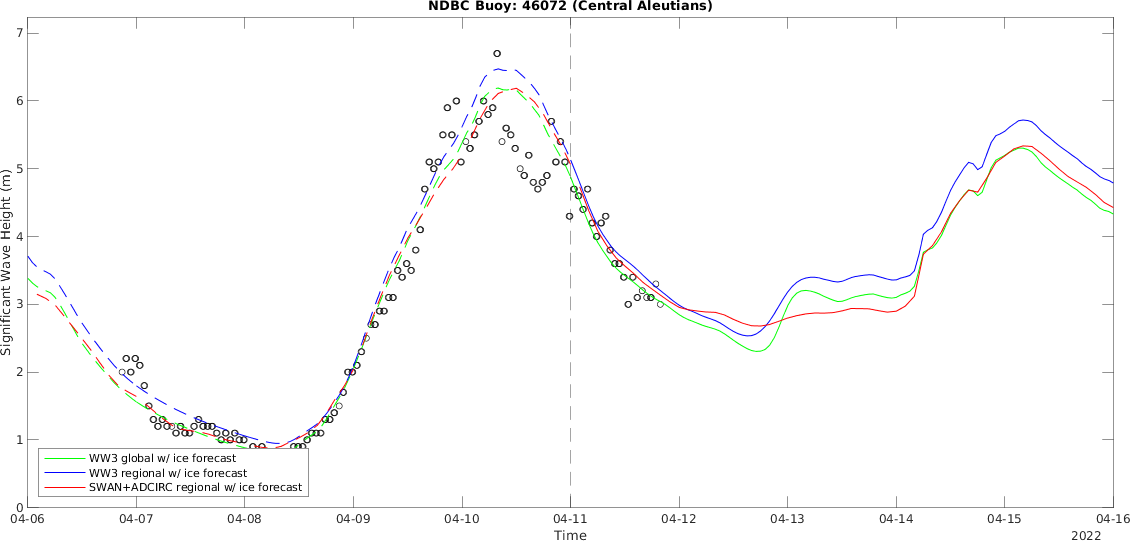 NDBC Buoy: 46072 (Central Aleutians)
7
6
5
4
3
2
1
0
Significant Wave Height (m)
WW3 global w/ ice forecast
WW3 regional w/ ice forecast
SWAN+ADCIRC regional w/ ice forecast
04-06 04-07 04-08 04-09 04-10 04-11 04-12 04-13 04-14 04-15 04-16
Time
2022